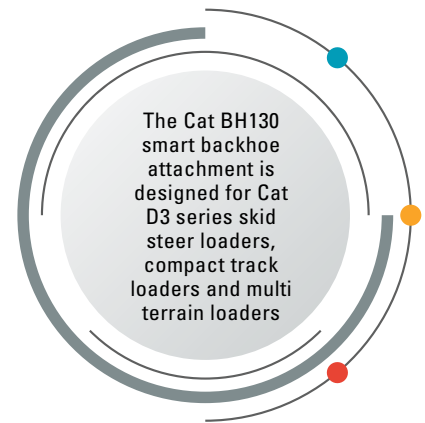 The Cat BH130
smart backhoe
attachment is
designed for Cat
D3 series skid
steer loaders,
compact track
loaders and multi
terrain loaders